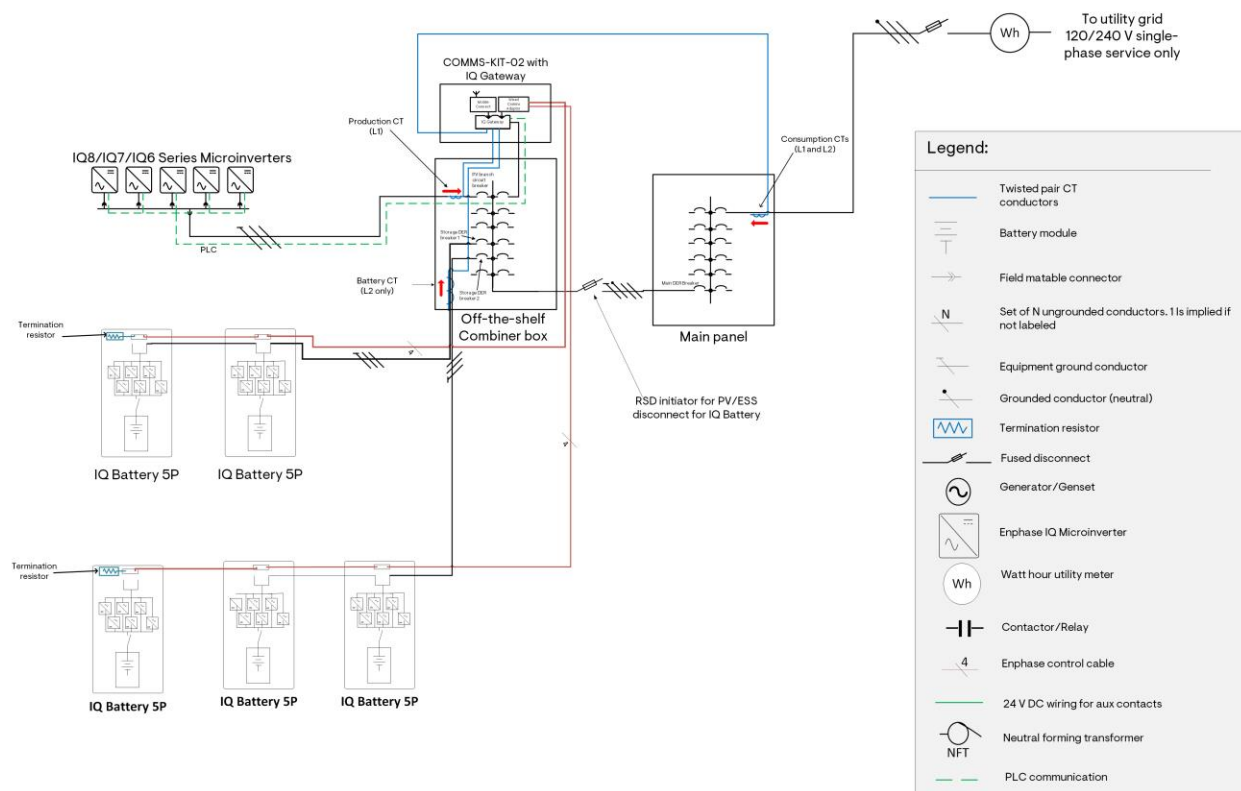 To utility grid
120/240 V single-
phase service only
Wh
COMMS-KIT-02 with
IQ Gateway
Mobile
Connect
IQ Gateway
Production CT
(L1)
Consumption CTs
(L1 and L2)
IQ8/IQ7/IQ6 Series Microinverters
PV branch
circuit
breaker
PLC
Storage DER
breaker 1
Battery CT
(L2 only)
Storage DER
breaker 2
Main DER Breaker
Off-the-shelf
Combiner box
Main panel
Termination
resistor
4
RSD initiator for PV/ESS
disconnect for IQ Battery
4
IQ Battery 5P
IQ Battery 5P
Termination
resistor
IQ Battery 5P
IQ Battery 5P
IQ Battery 5P
Legend:
Twisted pair CT
conductors
Battery module
Field matable connector
N
Set of N ungrounded conductors. 1 Is implied if
not labeled
Equipment ground conductor
Grounded conductor (neutral)
Termination resistor
Fused disconnect
Generator/Genset
Enphase IQ Microinverter
Wh
Watt hour utility meter
Contactor/Relay
4
Enphase control cable
24 V DC wiring for aux contacts
Neutral forming transformer
NFT
PLC communication